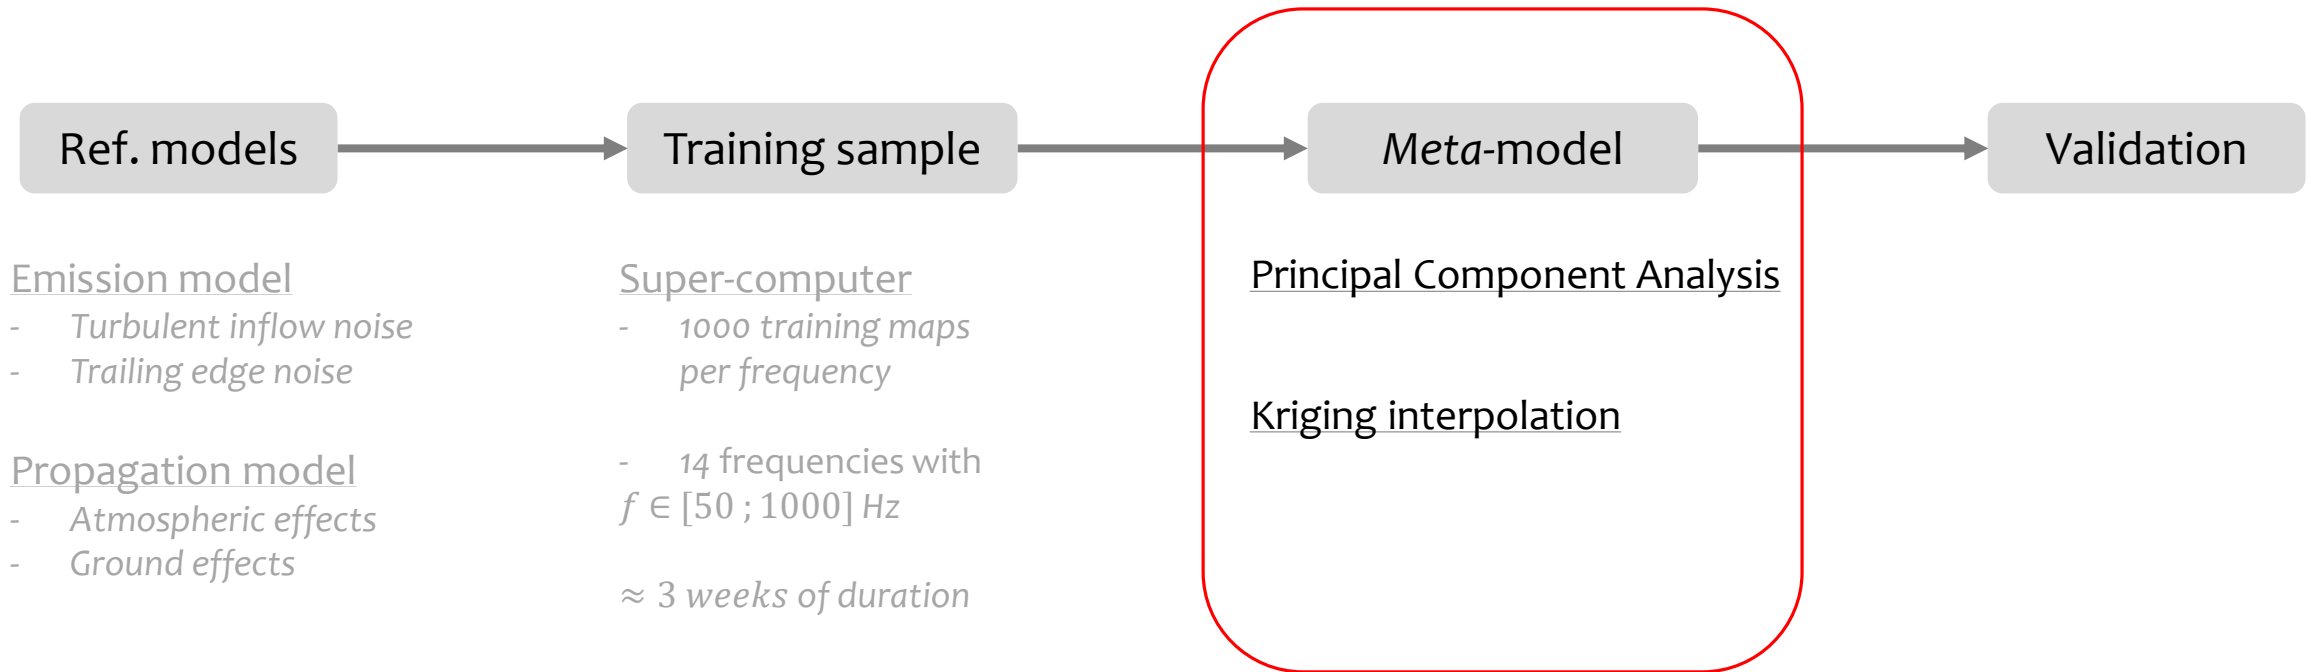 Ref. models
Training sample
Meta-model
Validation
Emission model
- Turbulent inflow noise
- Trailing edge noise
Propagation model
- Atmospheric effects
- Ground effects
Super-computer
- 1000 training maps
per frequency
- 14 frequencies with
f ∈ [50 ; 1000] Hz
≈ 3 weeks of duration
Principal Component Analysis
Kriging interpolation